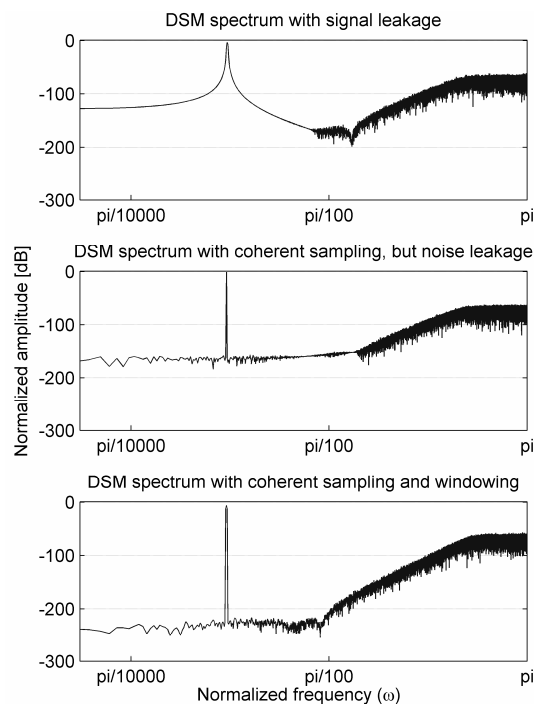 DSM spectrum with signal leakage
0
-100
-200
-300
pi/10000
pi/100
pi
DSM spectrum with coherent sampling, but noise leakage
Normalized amplitude [dB]
0
-100
-200
-300
pi/10000
pi/100
pi
DSM spectrum with coherent sampling and windowing
0
-100
-200
-300
pi/10000
pi/100
pi
Normalized frequency (ω)